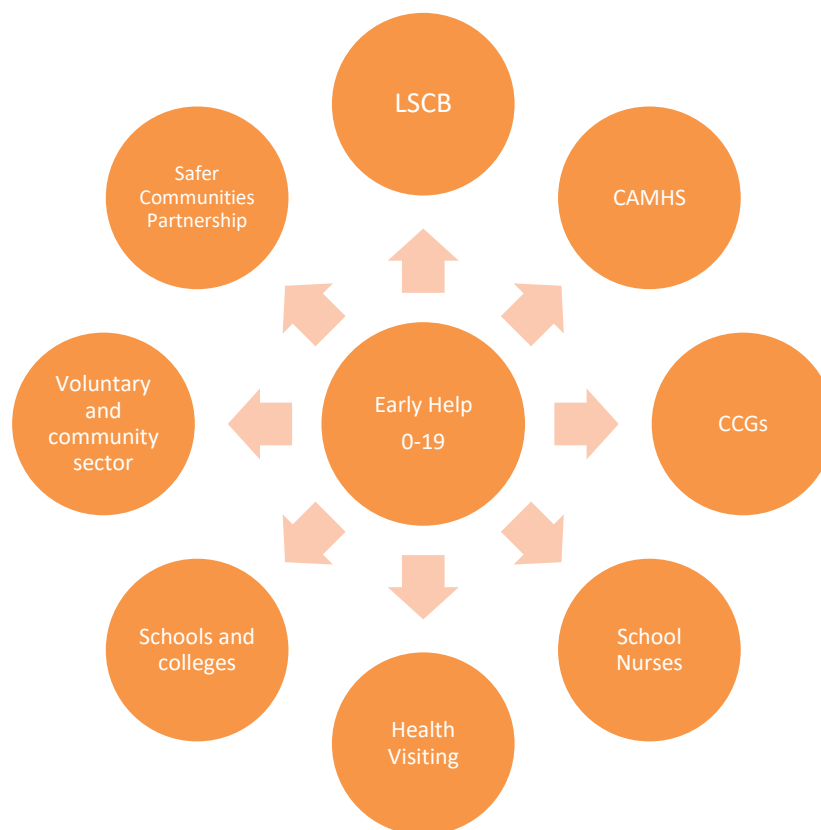 LSCB
Safer
Communities
Partnership
CAMHS
Voluntary
and
community
sector
Early Help
0-19
CCGs
Schools and
colleges
School
Nurses
Health
Visiting